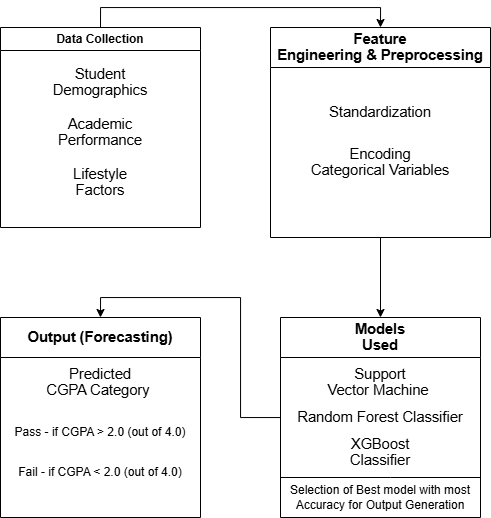 Data Collection
Student
Demographics
Academic
Performance
Lifestyle
Factors
Feature
Engineering & Preprocessing
Standardization
Encoding
Categorical Variables
Output (Forecasting)
Predicted
CGPA Category
Pass - if CGPA > 2.0 (out of 4.0)
Fail - if CGPA < 2.0 (out of 4.0)
Models
Used
Support
Vector Machine
Random Forest Classifier
XGBoost
Classifier
Selection of Best model with most
Accuracy for Output Generation